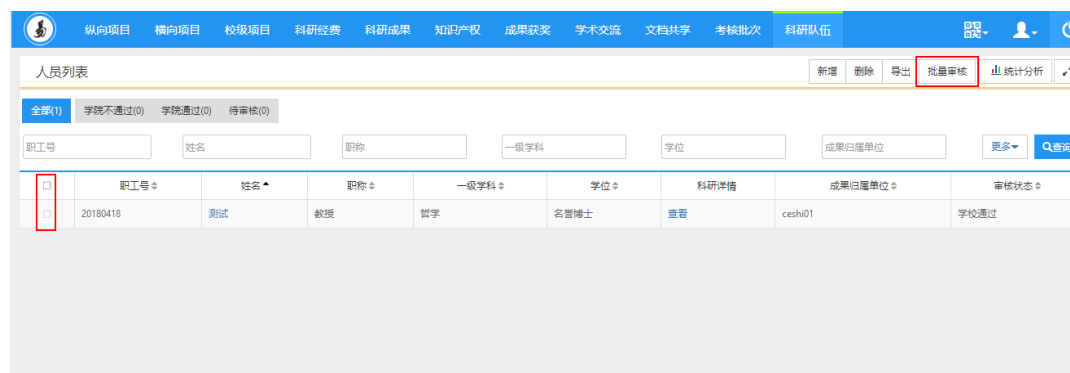 纵向项目 横向项目 校级项目 科研经费 科研成果 知识产权 成果获奖 学术交流 文档共享 考核批次 科研队伍
人员列表 新增 删除 导出 批量审核 统计分析
全部(1) 学院不通过(0) 学院通过(0) 待审核(0)
职工号 姓名 职称 一级学科 学位 成果归属单位 更多 查询
职工号 姓名 职称 一级学科 学位 科研详情 成果归属单位 审核状态
20180418 测试 教授 哲学 名誉博士 查看 ceshi01 学校通过